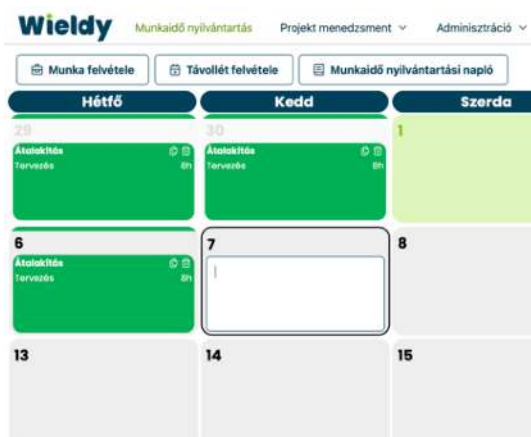 Wieldy Munkaidő nyilvántartás Projekt menedzsment Adminisztráció
Munka felvétele Távollét felvétele Munkaidő nyilvántartási napló
Hétfő Kedd Szerda
29 30 1
Átalakítás Átalakítás
Tervezés 8h Tervezés 8h
6 7 8
Átalakítás
Tervezés 8h
13 14 15